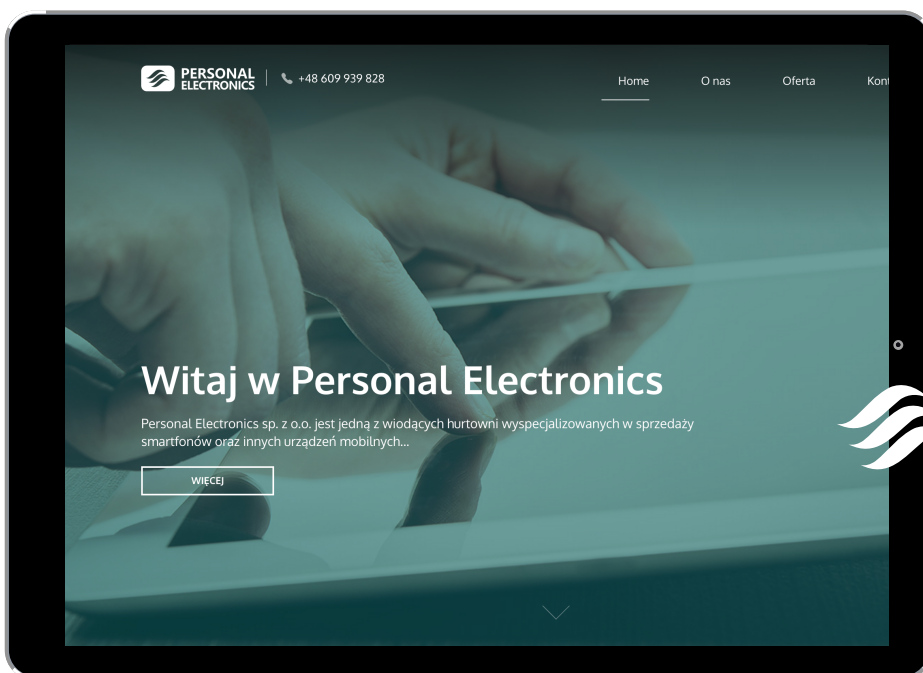 PERSONAL
ELECTRONICS
+48 609 939 828
Home
O nas
Oferta
Kont
Witaj w Personal Electronics
Personal Electronics sp. z o.o. jest jedną z wiodących hurtowni wyspecjalizowanych w sprzedaży
smartfonów oraz innych urządzeń mobilnych...
WIĘCEJ